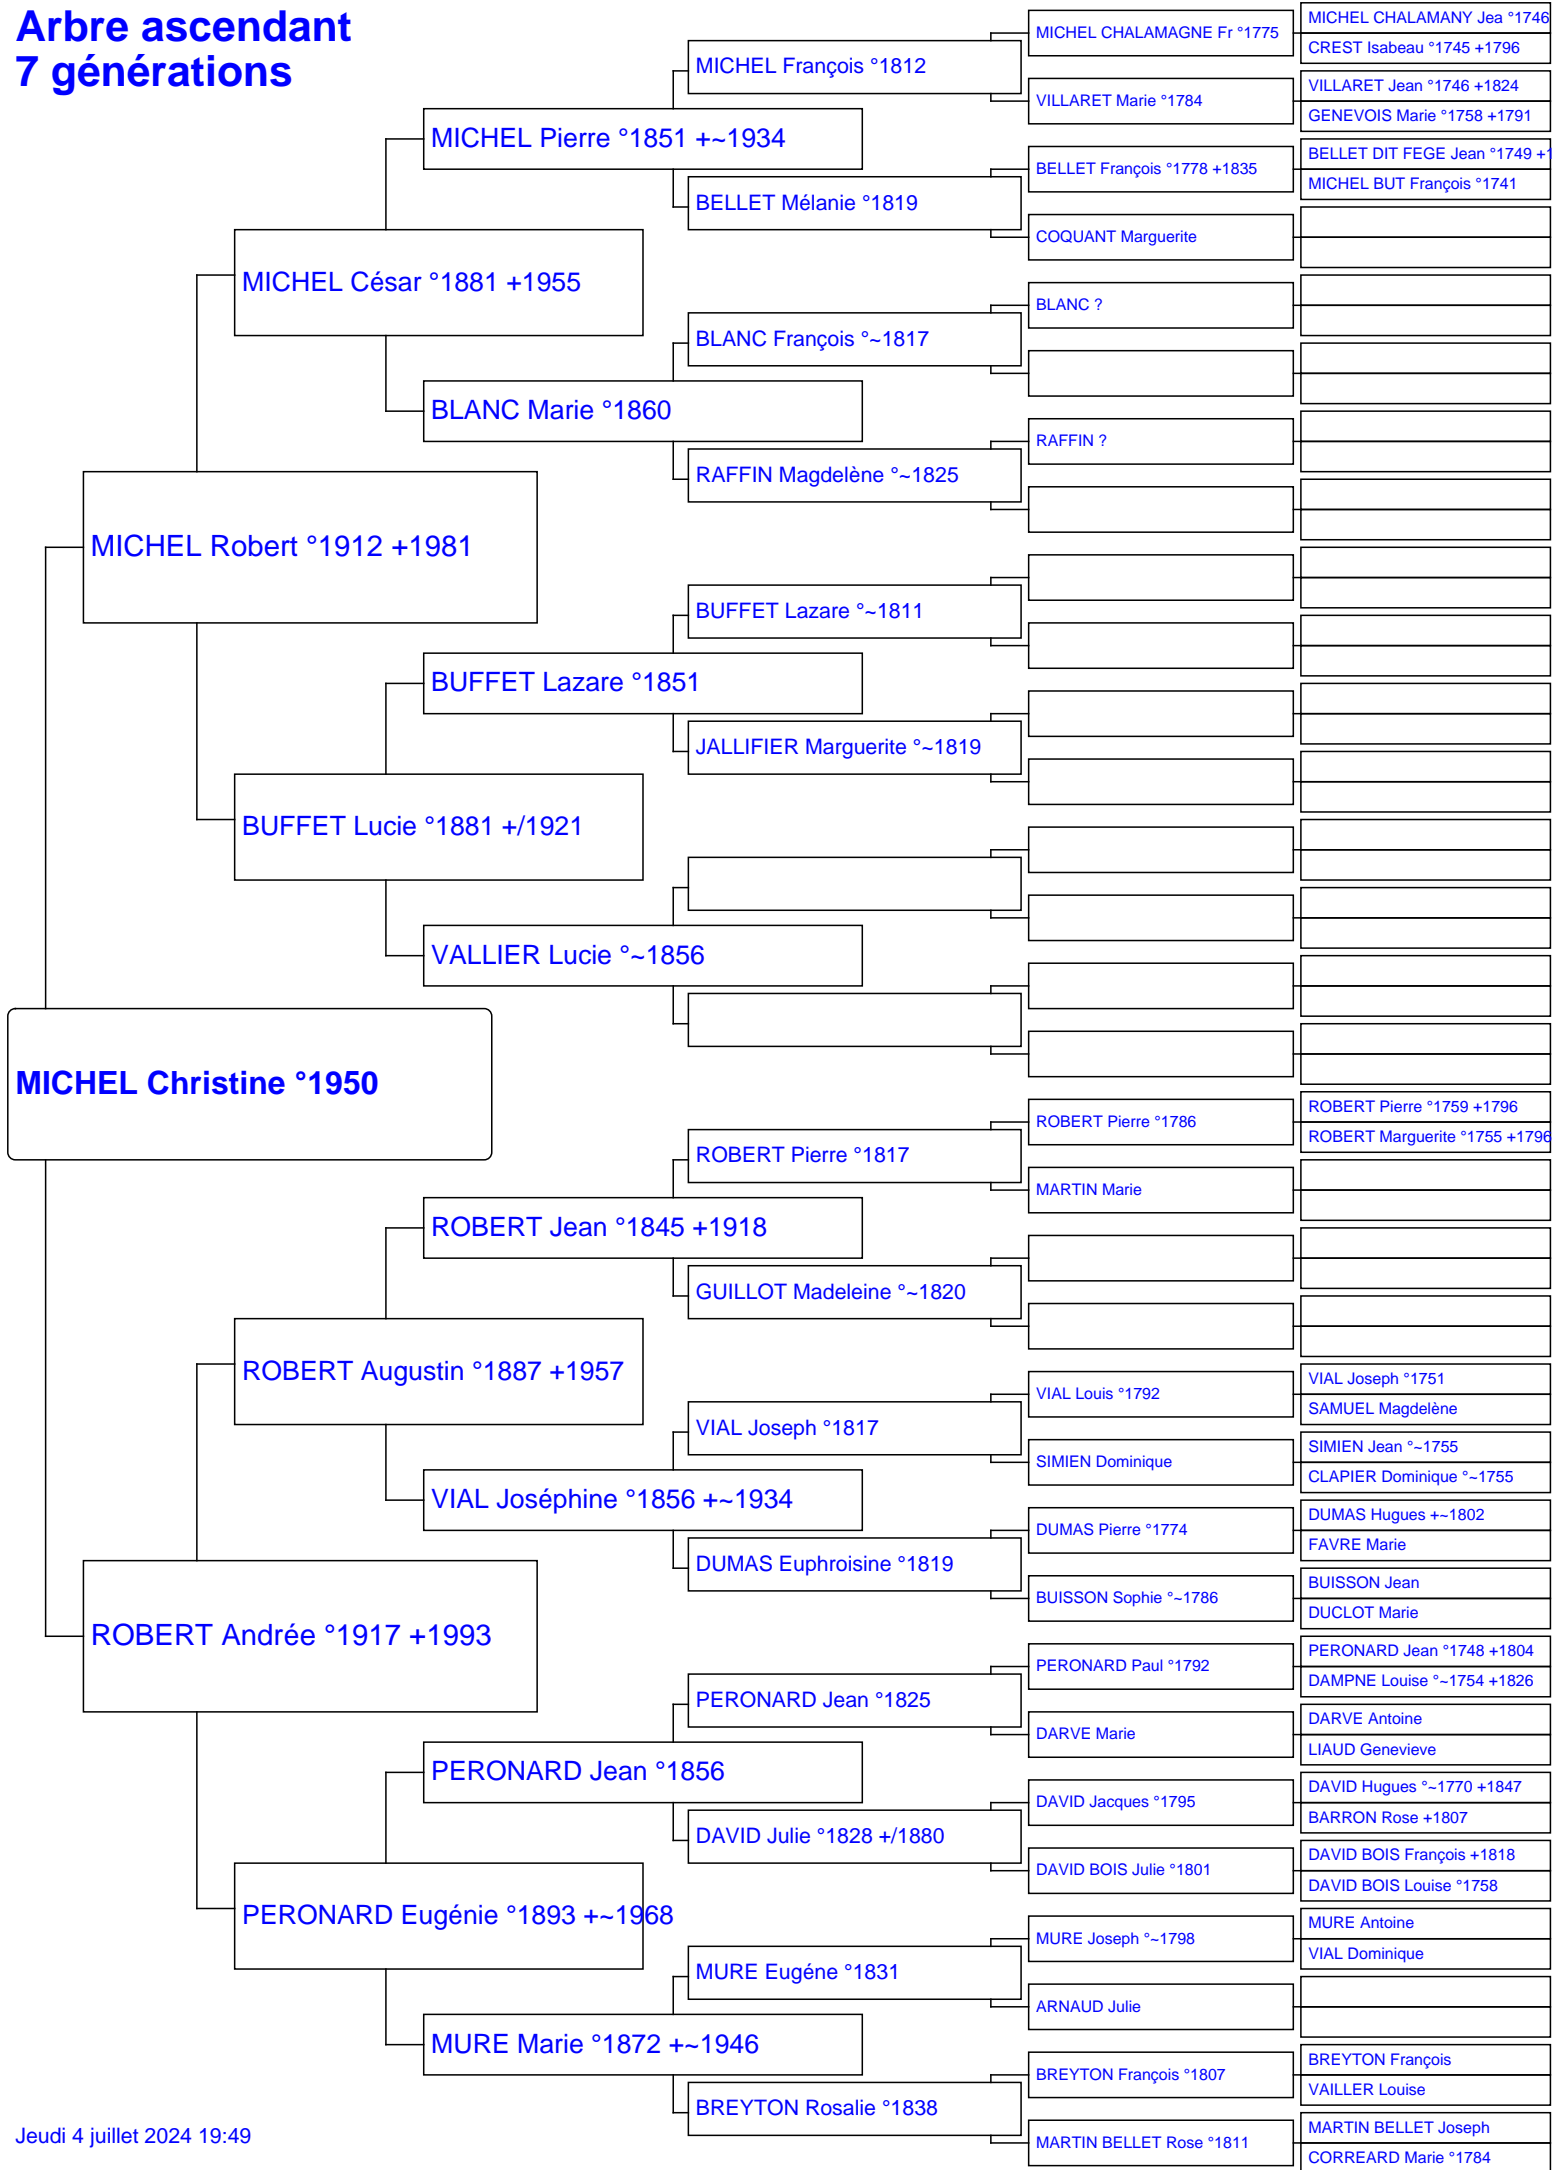 Arbre ascendant
7 générations
MICHEL Christine °1950
MICHEL Robert °1912 +1981
ROBERT Andrée °1917 +1993
MICHEL César °1881 +1955
BUFFET Lucie °1881 +/1921
ROBERT Augustin °1887 +1957
PERONARD Eugénie °1893 +~1968
MICHEL Pierre °1851 +~1934
BLANC Marie °1860
BUFFET Lazare °1851
VALLIER Lucie °~1856
ROBERT Jean °1845 +1918
VIAL Joséphine °1856 +~1934
PERONARD Jean °1856
MURE Marie °1872 +~1946
MICHEL François °1812
BELLET Mélanie °1819
BLANC François °~1817
RAFFIN Magdelène °~1825
BUFFET Lazare °~1811
JALLIFIER Marguerite °~1819
ROBERT Pierre °1817
GUILLOT Madeleine °~1820
VIAL Joseph °1817
DUMAS Euphroisine °1819
PERONARD Jean °1825
DAVID Julie °1828 +/1880
MURE Eugéne °1831
BREYTON Rosalie °1838
MICHEL CHALAMAGNE Fr °1775
VILLARET Marie °1784
BELLET François °1778 +1835
COQUANT Marguerite
BLANC ?
RAFFIN ?
ROBERT Pierre °1786
MARTIN Marie
VIAL Louis °1792
SIMIEN Dominique
DUMAS Pierre °1774
BUISSON Sophie °~1786
PERONARD Paul °1792
DARVE Marie
DAVID Jacques °1795
DAVID BOIS Julie °1801
MURE Joseph °~1798
ARNAUD Julie
BREYTON François °1807
MARTIN BELLET Rose °1811
MICHEL CHALAMANY Jea °1746
CREST Isabeau °1745 +1796
VILLARET Jean °1746 +1824
GENEVOIS Marie °1758 +1791
BELLET DIT FEGE Jean °1749 +1
MICHEL BUT François °1741
ROBERT Pierre °1759 +1796
ROBERT Marguerite °1755 +1796
VIAL Joseph °1751
SAMUEL Magdelène
SIMIEN Jean °~1755
CLAPIER Dominique °~1755
DUMAS Hugues +~1802
FAVRE Marie
BUISSON Jean
DUCLOT Marie
PERONARD Jean °1748 +1804
DAMPNE Louise °~1754 +1826
DARVE Antoine
LIAUD Genevieve
DAVID Hugues °~1770 +1847
BARRON Rose +1807
DAVID BOIS François +1818
DAVID BOIS Louise °1758
MURE Antoine
VIAL Dominique
BREYTON François
VAILLER Louise
MARTIN BELLET Joseph
CORREARD Marie °1784
Jeudi 4 juillet 2024 19:49